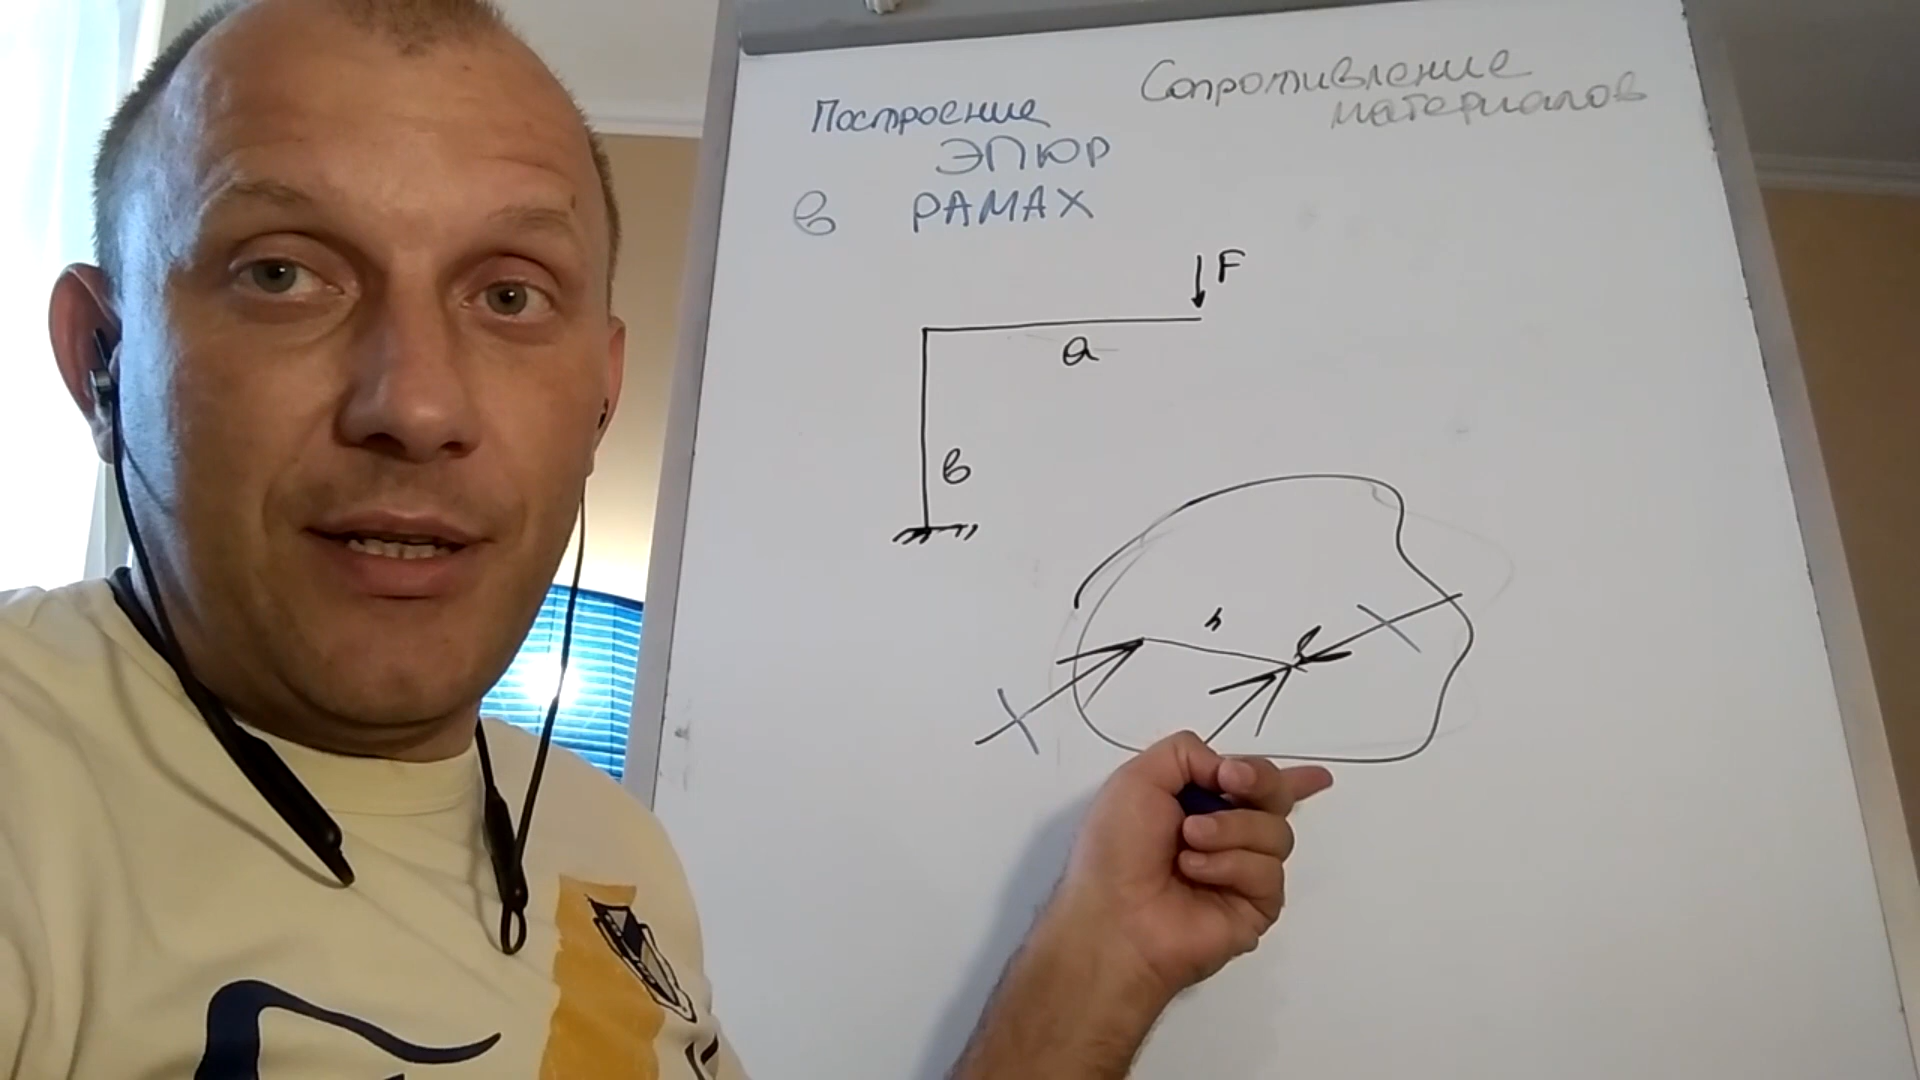 Сопротивление
материалов
Построение
ЭПЮР
в РАМАХ
F
a
в
h